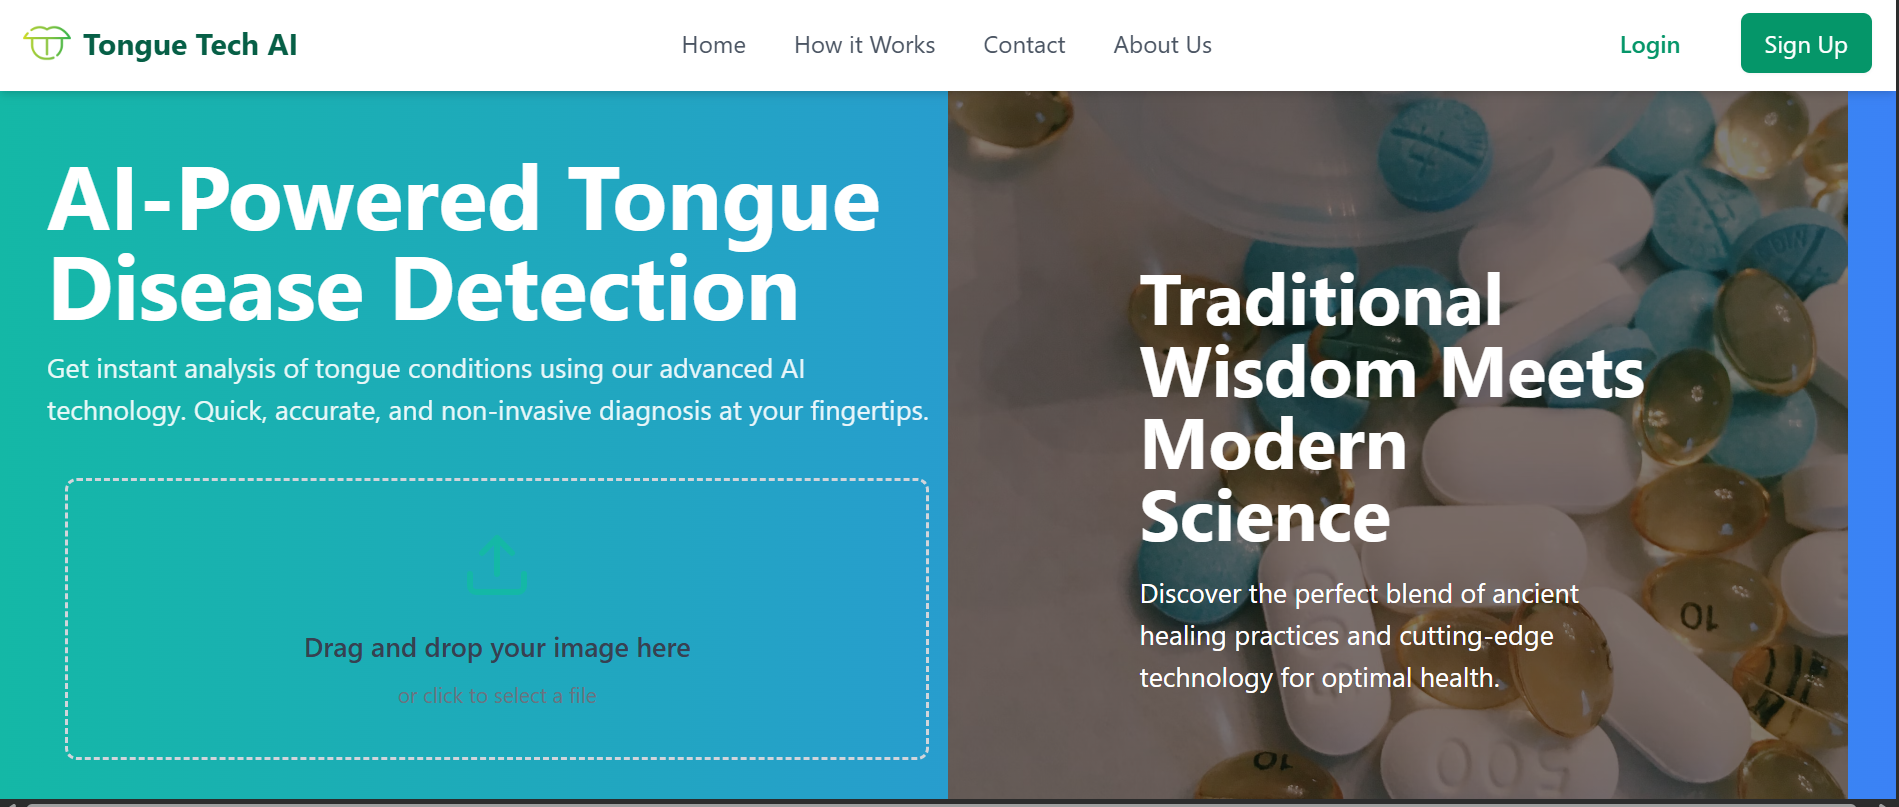 Tongue Tech AI
Home
How it Works
Contact
About Us
Login
Sign Up
AI-Powered Tongue
Disease Detection
Get instant analysis of tongue conditions using our advanced AI
technology. Quick, accurate, and non-invasive diagnosis at your fingertips.
Drag and drop your image here
or click to select a file
Traditional
Wisdom Meets
Modern
Science
Discover the perfect blend of ancient
healing practices and cutting-edge
technology for optimal health.
10
500